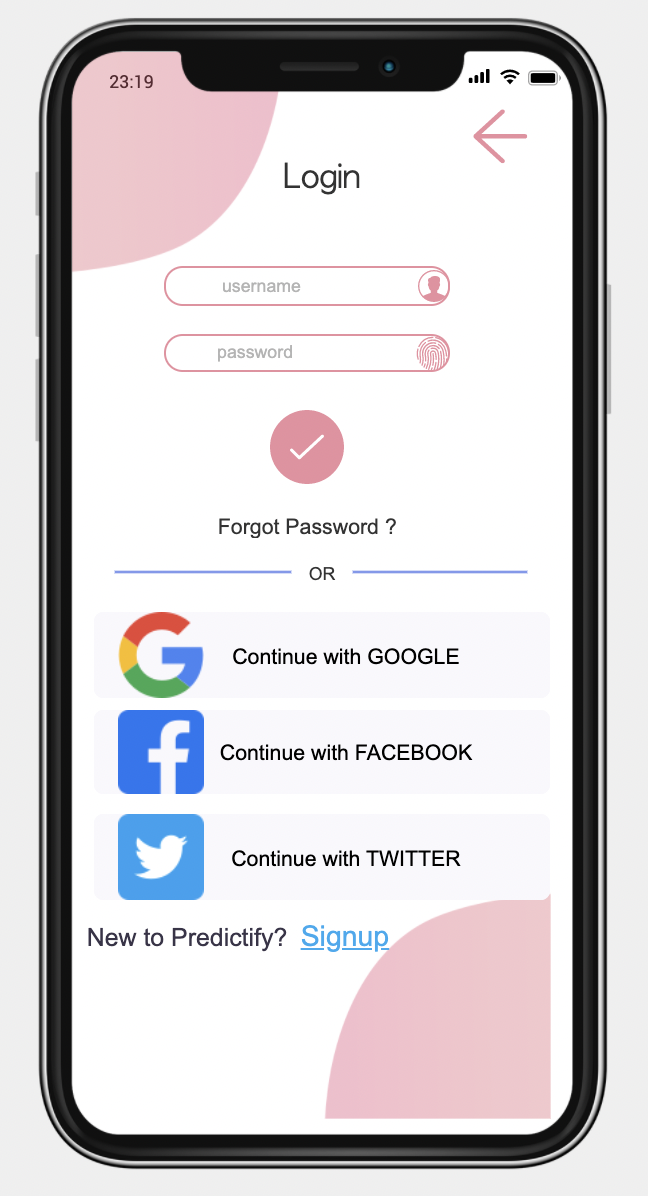 23:19
Login
username
password
Forgot Password ?
OR
Continue with GOOGLE
Continue with FACEBOOK
Continue with TWITTER
New to Predictify? Signup